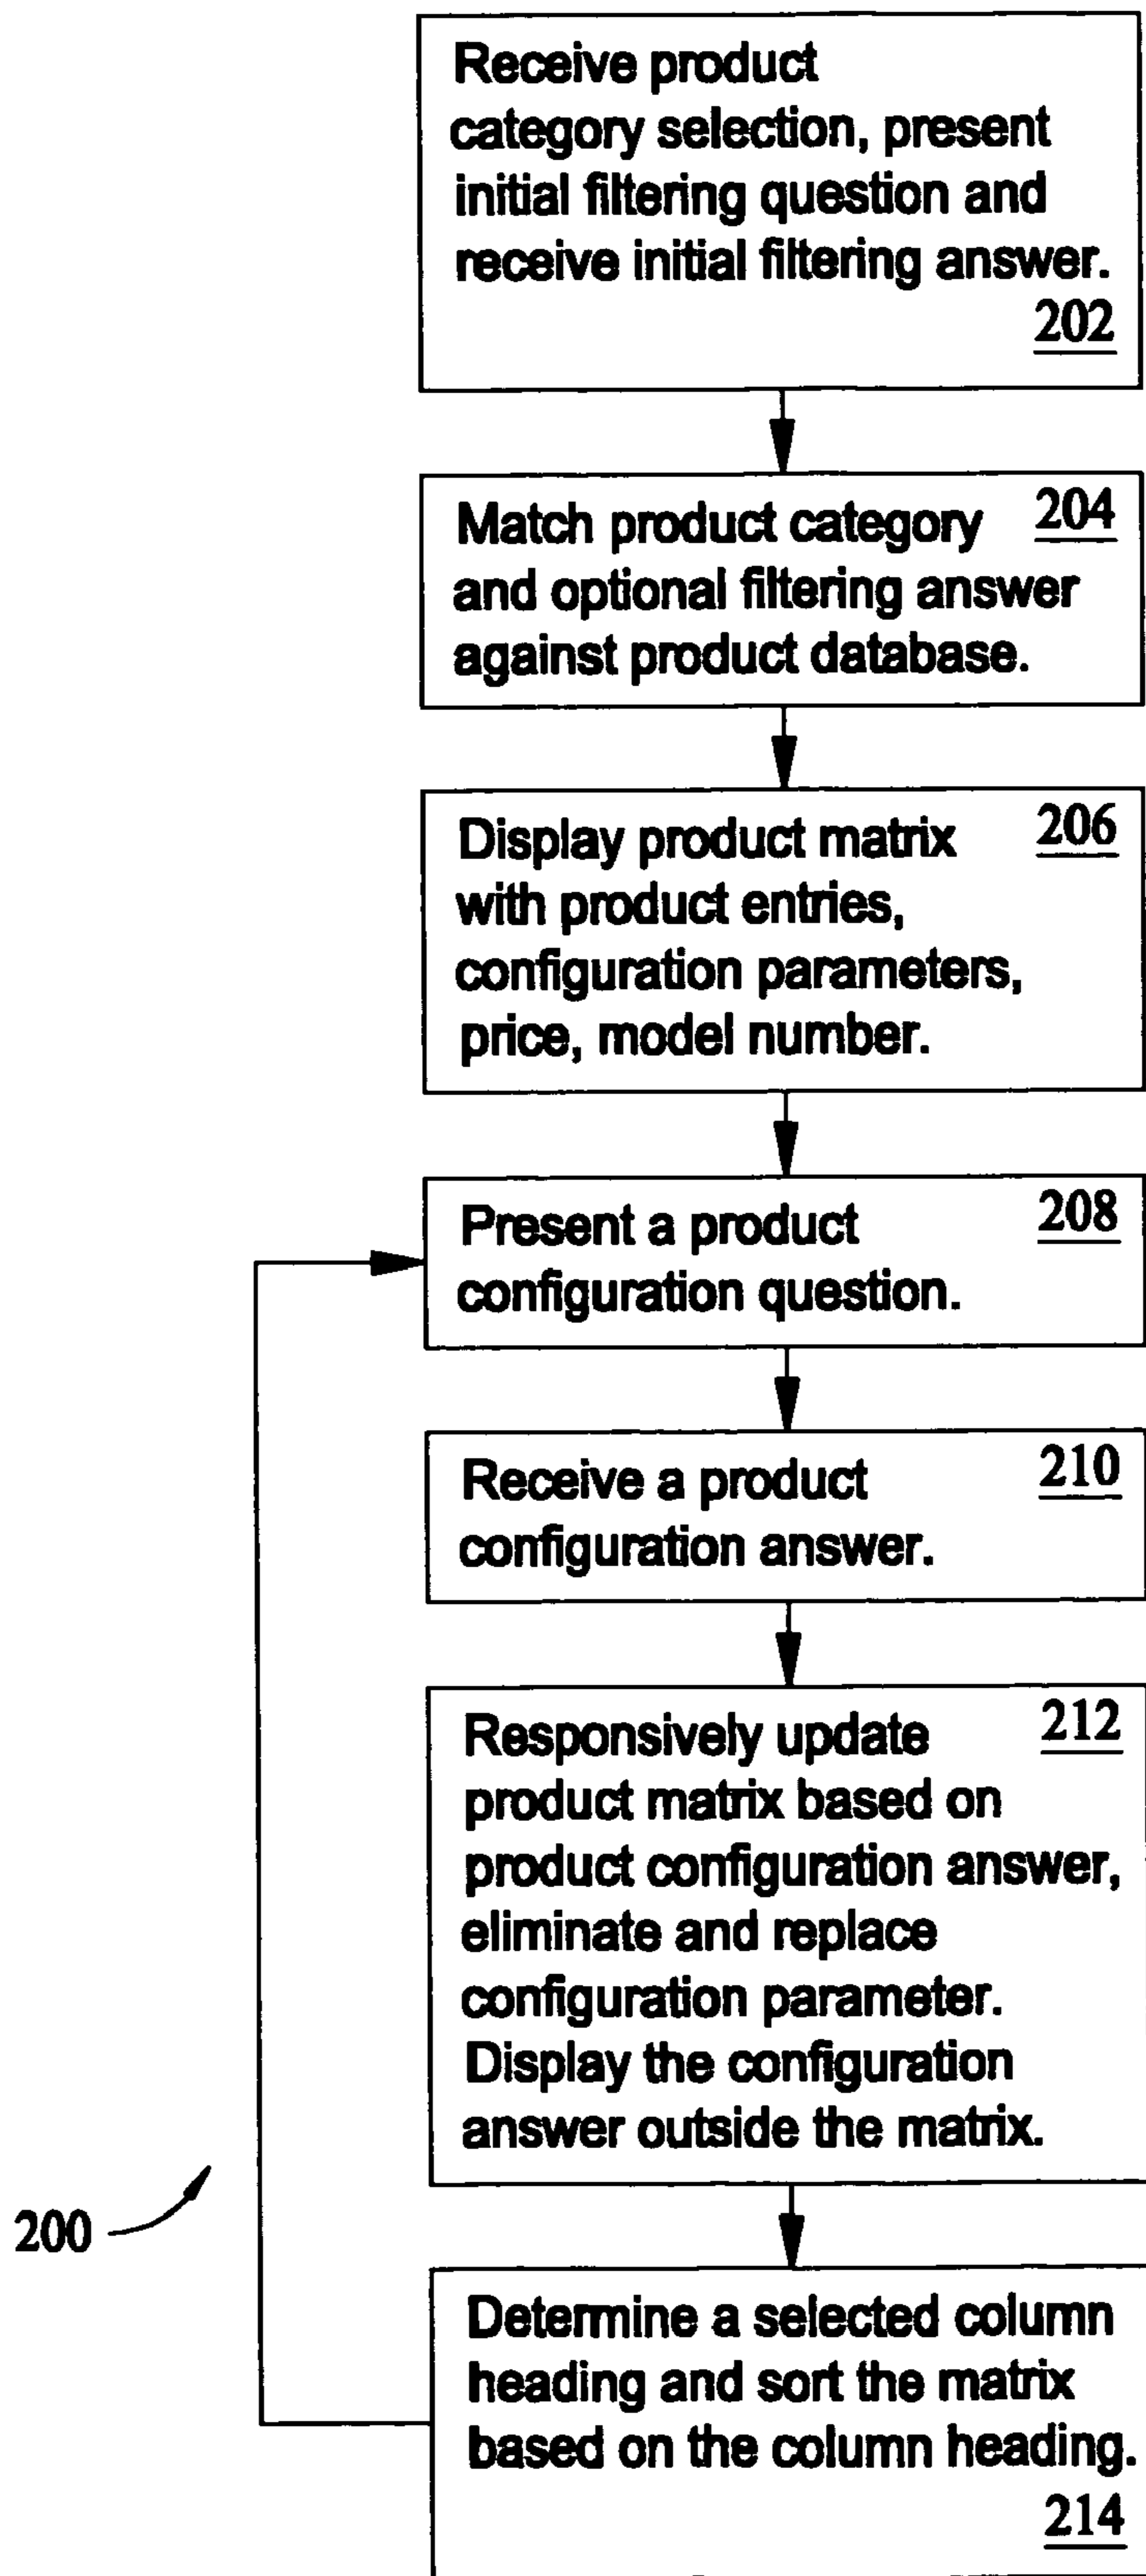 Receive product
category selection, present
initial filtering question and
receive initial filtering answer.
202
Match product category 204
and optional filtering answer
against product database.
Display product matrix 206
with product entries,
configuration parameters,
price, model number.
Present a product 208
configuration question.
Receive a product 210
configuration answer.
Responsively update 212
product matrix based on
product configuration answer,
eliminate and replace
configuration parameter.
Display the configuration
answer outside the matrix.
200
Determine a selected column
heading and sort the matrix
based on the column heading.
214